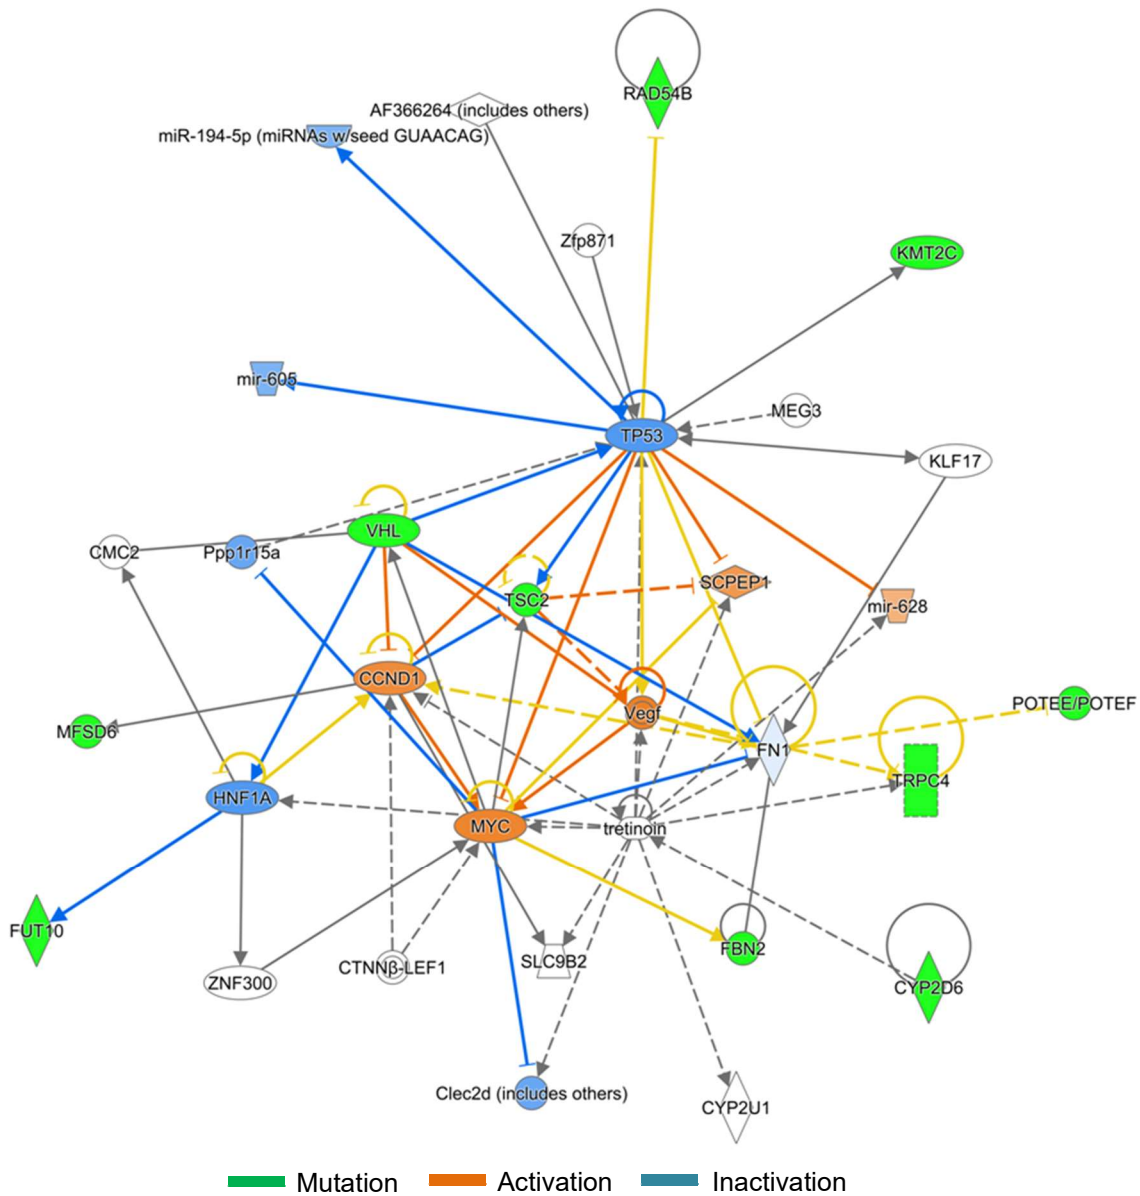 RAD54B
AF366264 (includes others)
miR-194-5p (miRNAs w/seed GUAACAG)
Zfp871
KMT2C
mir-605
MEG3
TP53
KLF17
VHL
CMC2
Ppp1r15a
SCPEP1
TSC2
mir-628
CCND1
POTEE/POTEF
Vegf
MFSD6
FN1
TRPC4
HNF1A
MYC
tretinoin
FUT10
FBN2
SLC9B2
CTNNβ-LEF1
ZNF300
CYP2D6
Clec2d (includes others)
CYP2U1
Mutation Activation Inactivation